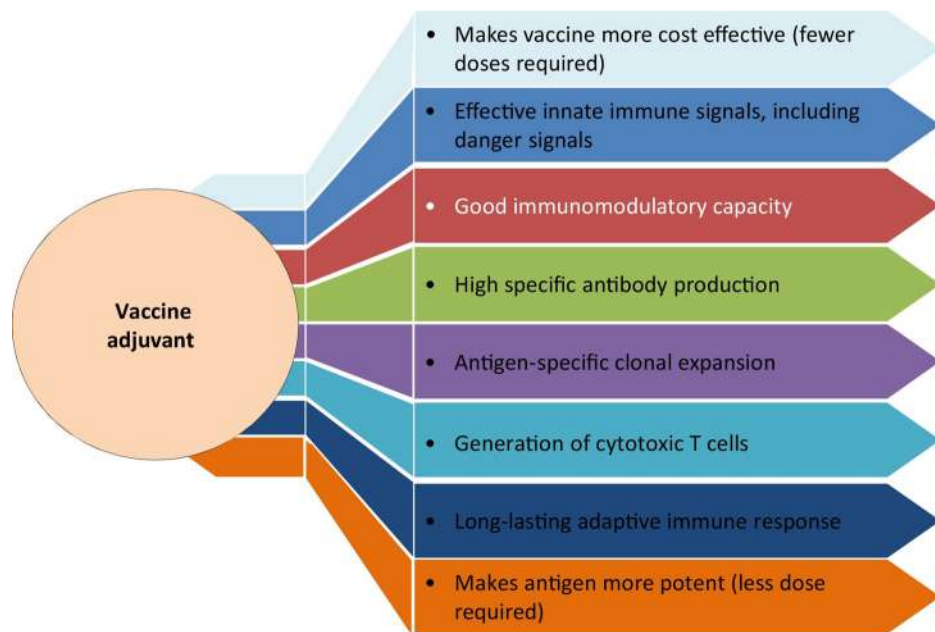 Vaccine
adjuvant
• Makes vaccine more cost effective (fewer
doses required)
• Effective innate immune signals, including
danger signals
• Good immunomodulatory capacity
• High specific antibody production
• Antigen-specific clonal expansion
• Generation of cytotoxic T cells
• Long-lasting adaptive immune response
• Makes antigen more potent (less dose
required)